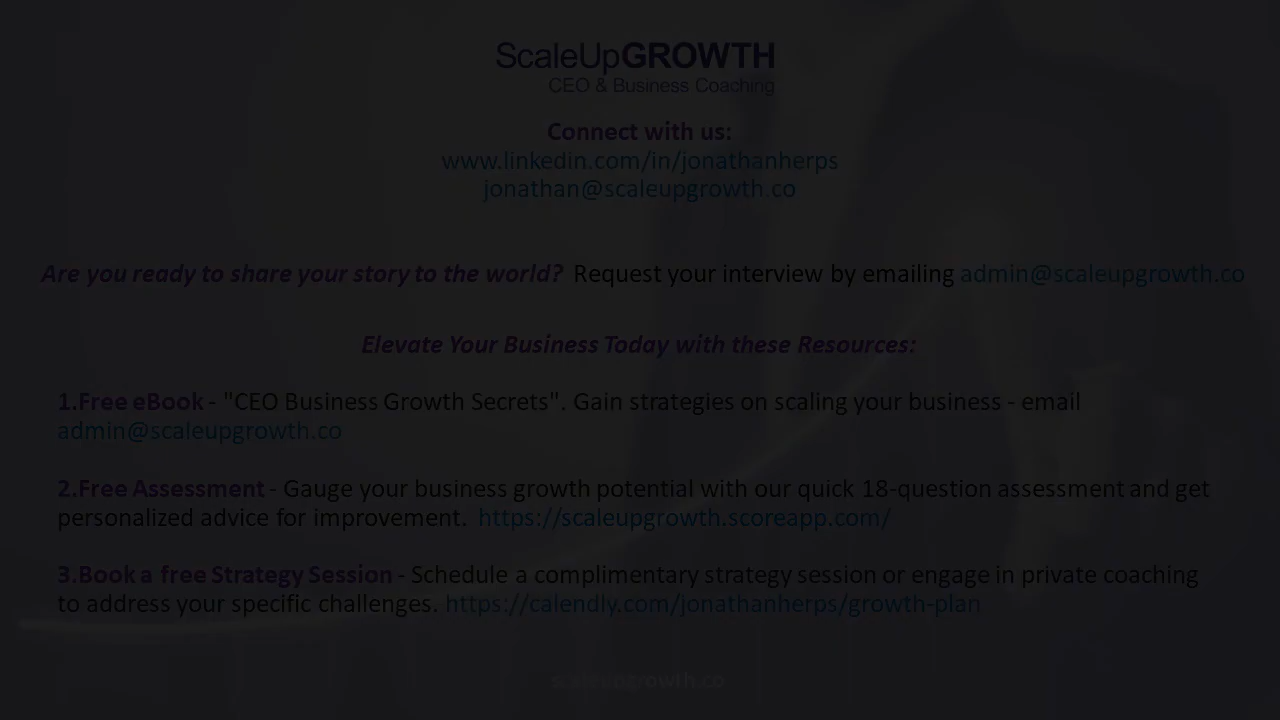 ScaleUpGROWTH
CEO & Business Coaching
Connect with us:
www.linkedin.com/in/jonathanherps
jonathan@scaleupgrowth.co
Are you ready to share your story to the world? Request your interview by emailing admin@scaleupgrowth.co
Elevate Your Business Today with these Resources:
1.Free eBook - "CEO Business Growth Secrets". Gain strategies on scaling your business - email
admin@scaleupgrowth.co
2.Free Assessment - Gauge your business growth potential with our quick 18-question assessment and get
personalized advice for improvement. https://scaleupgrowth.scoreapp.com/
3.Book a free Strategy Session - Schedule a complimentary strategy session or engage in private coaching
to address your specific challenges. https://calendly.com/jonathanherps/growth-plan
scaleupgrowth.co